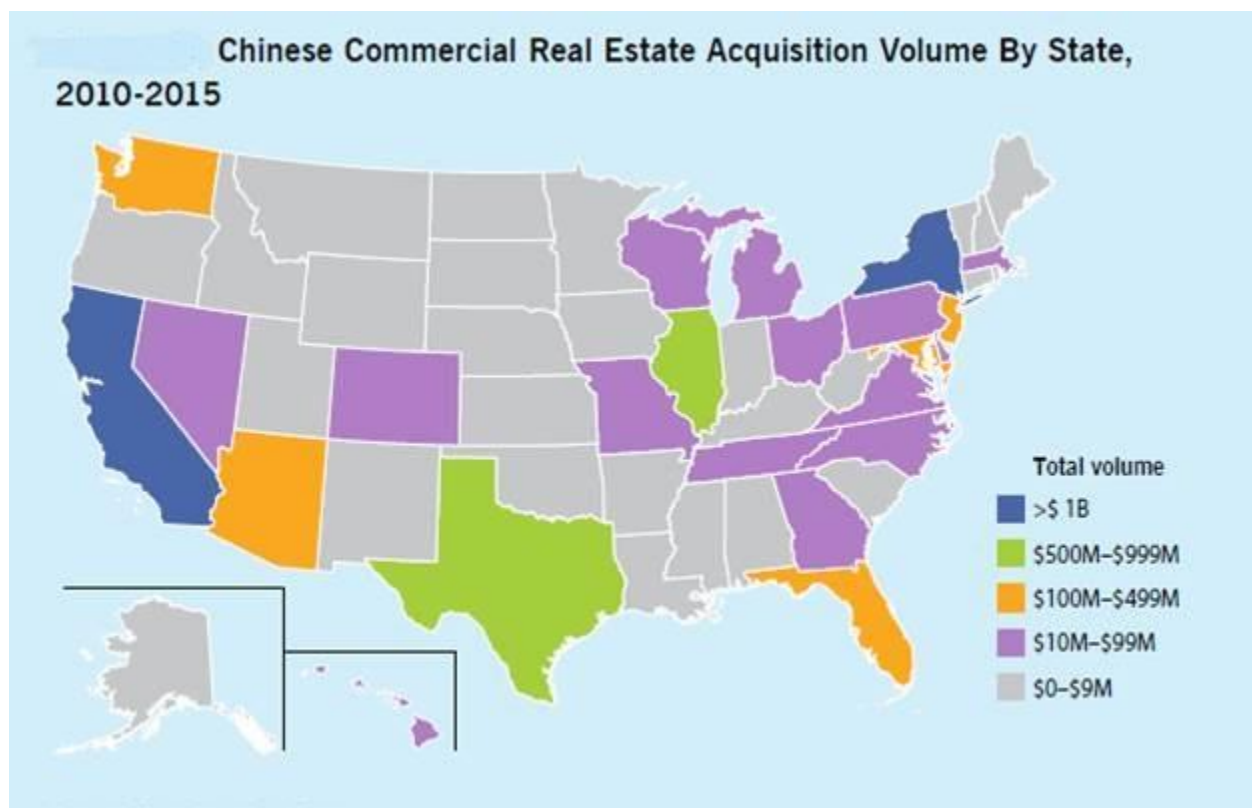 Chinese Commercial Real Estate Acquisition Volume By State,
2010-2015
Total volume
>$ 1B
$500M–$999M
$100M–$499M
$10M–$99M
$0–$9M